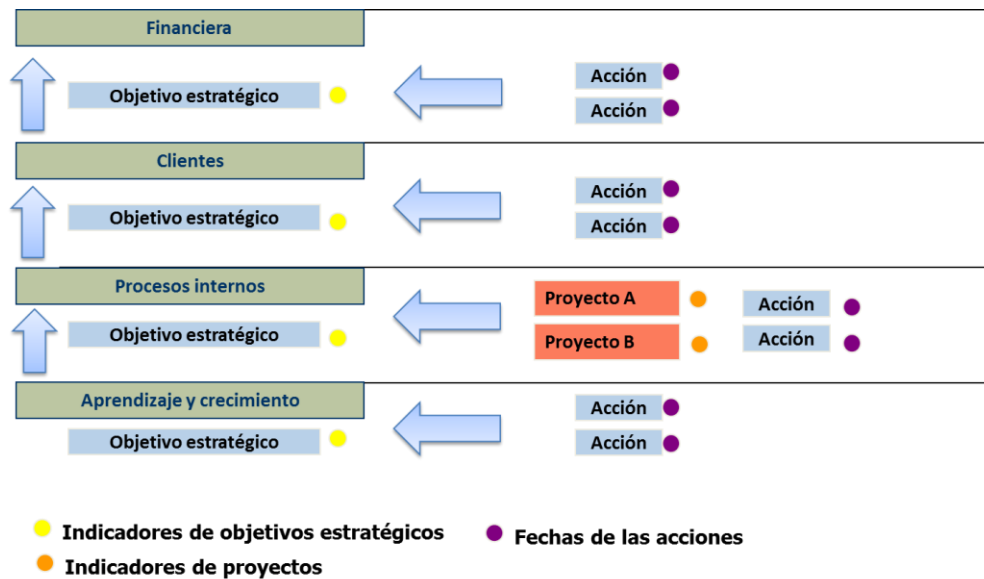 Financiera
Objetivo estratégico
Acción
Acción
Clientes
Objetivo estratégico
Acción
Acción
Procesos internos
Objetivo estratégico
Proyecto A
Acción
Proyecto B
Acción
Aprendizaje y crecimiento
Objetivo estratégico
Acción
Acción
Indicadores de objetivos estratégicos
Fechas de las acciones
Indicadores de proyectos